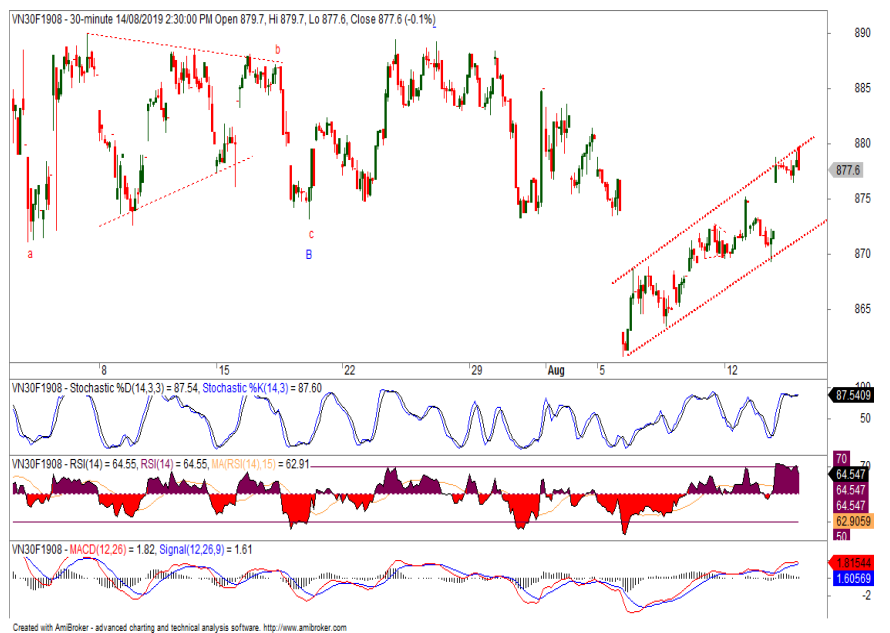 VN30F1908 - 30-minute 14/08/2019 2:30:00 PM Open 879.7, Hi 879.7, Lo 877.6, Close 877.6 (-0.1%)
890
b
885
880
877.6
875
a
c
870
B
865
8
15
22
29
Aug
5
12
VN30F1908 - Stochastic %D(14,3,3) = 87.54, Stochastic %K(14,3) = 87.60
100
87.5409
50
VN30F1908 - RSI(14) = 64.55, RSI(14) = 64.55, MA(RSI(14),15) = 62.91
70
70
64.547
64.547
64.547
62.9059
50
VN30F1908 - MACD(12,26) = 1.82, Signal(12,26,9) = 1.61
1.81544
1.60569
-2
Created with AmiBroker - advanced charting and technical analysis software. http://www.amibroker.com